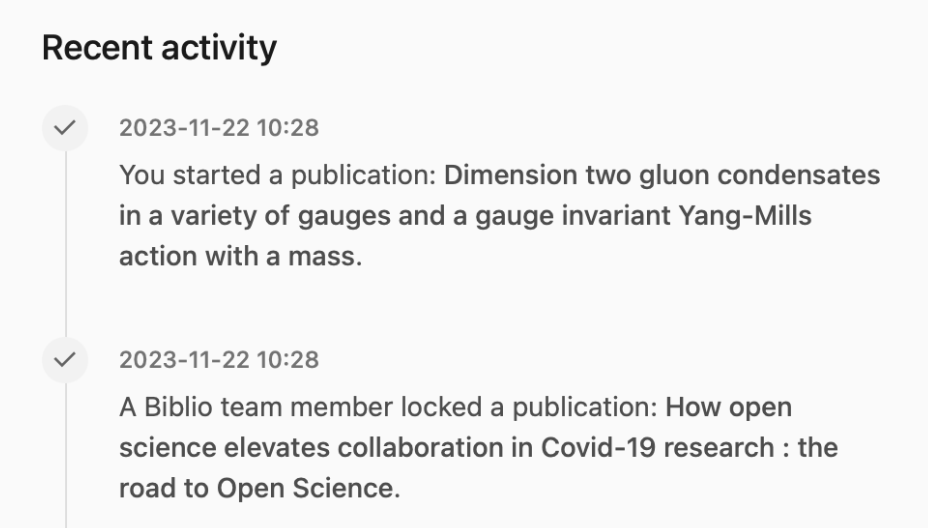 Recent activity
2023-11-22 10:28
You started a publication: Dimension two gluon condensates
in a variety of gauges and a gauge invariant Yang-Mills
action with a mass.
2023-11-22 10:28
A Biblio team member locked a publication: How open
science elevates collaboration in Covid-19 research : the
road to Open Science.